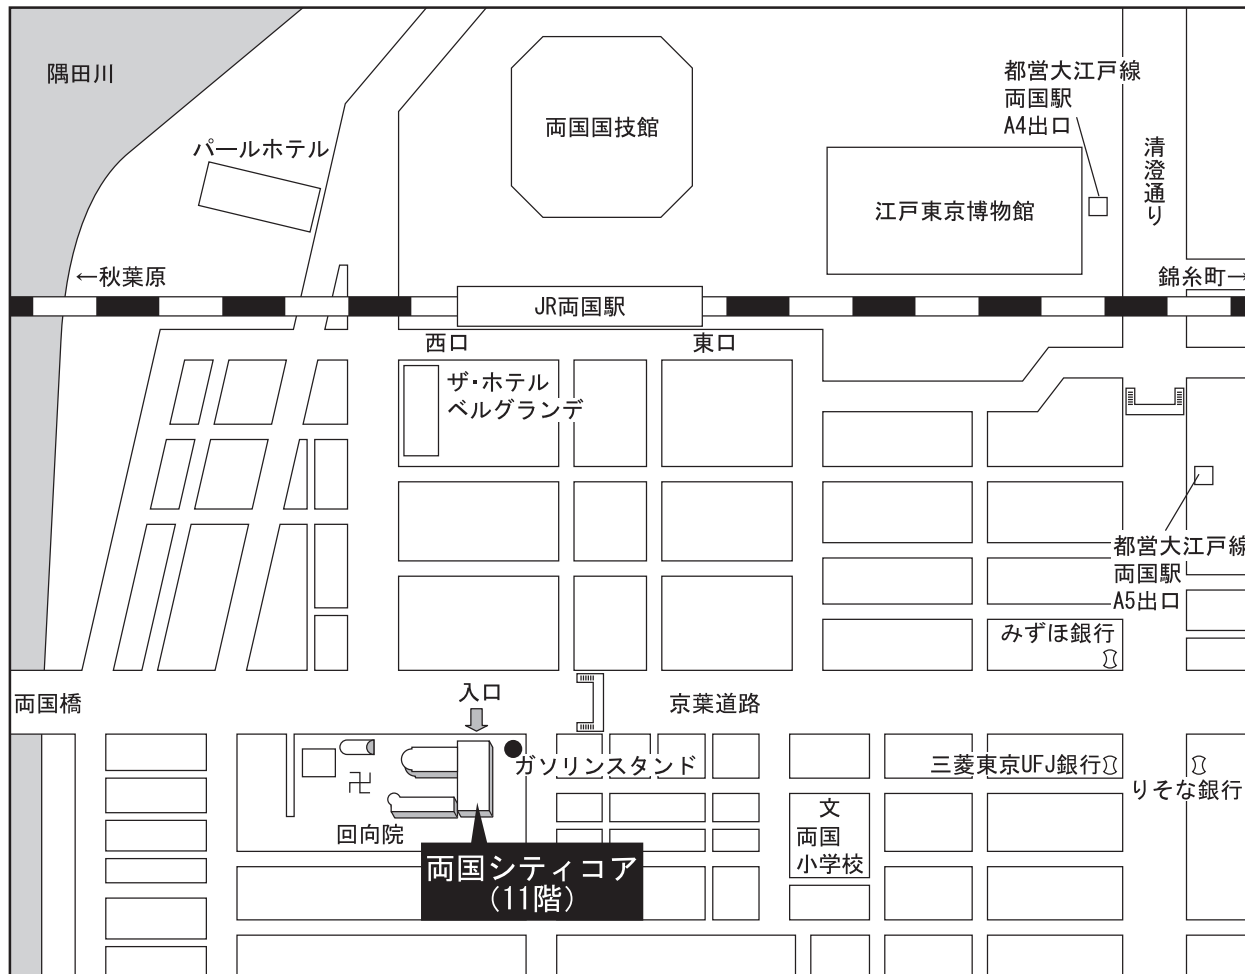 隅田川
パールホテル
両国国技館
都営大江戸線
両国駅
A4出口
清澄通り
江戸東京博物館
←秋葉原
錦糸町→
JR両国駅
西口
東口
ザ・ホテル
ベルグランデ
都営大江戸線
両国駅
A5出口
みずほ銀行
両国橋
入口
京葉道路
ガソリンスタンド
三菱東京UFJ銀行
りそな銀行
卍
回向院
文
両国
小学校
両国シティコア
(11階)